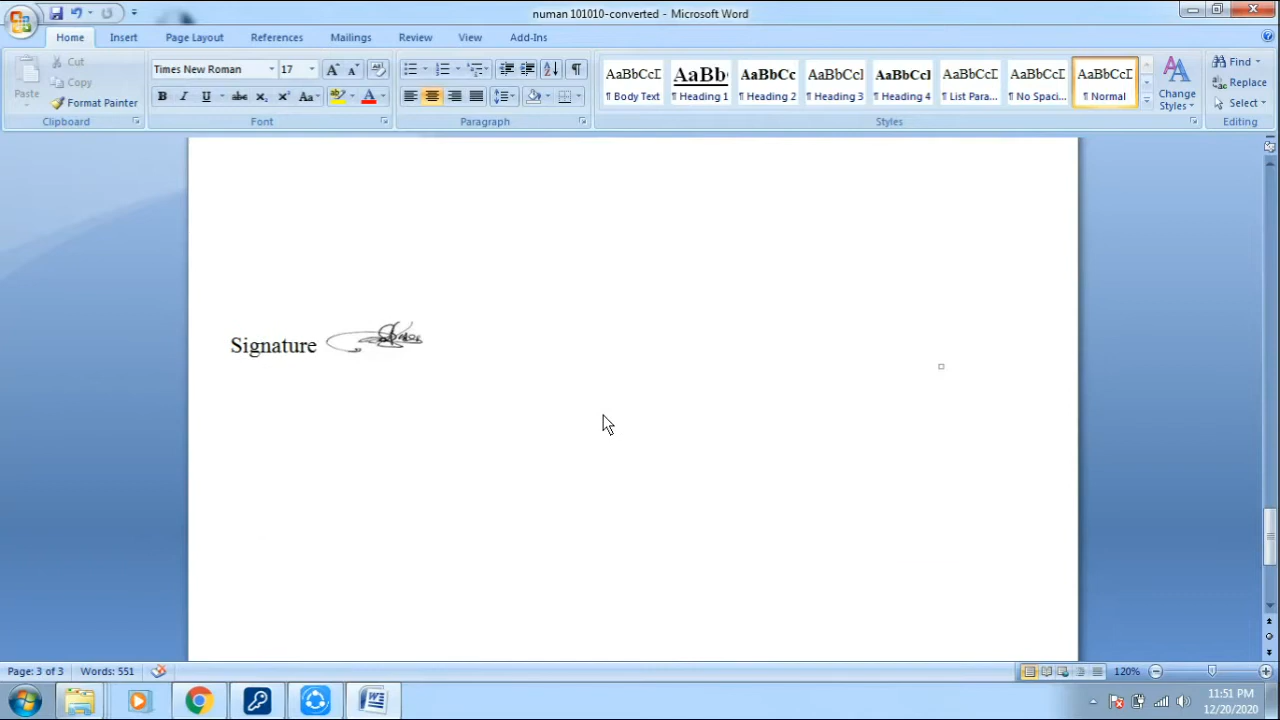 numan 101010-converted - Microsoft Word
Home Insert Page Layout References Mailings Review View Add-Ins
Paste
Cut
Copy
Format Painter
Clipboard
Times New Roman 17
Font
Paragraph
AaBbCcI AaBb AaBbCc AaBbCcl AaBbCcl AaBbCcI AaBbCcI AaBbCcI
¶ Body Text ¶ Heading 1 ¶ Heading 2 ¶ Heading 3 ¶ Heading 4 ¶ List Para... ¶ No Spaci... ¶ Normal
Change Styles
Styles
Find
Replace
Select
Editing
Signature
Page: 3 of 3 Words: 551 120%
11:51 PM
12/20/2020